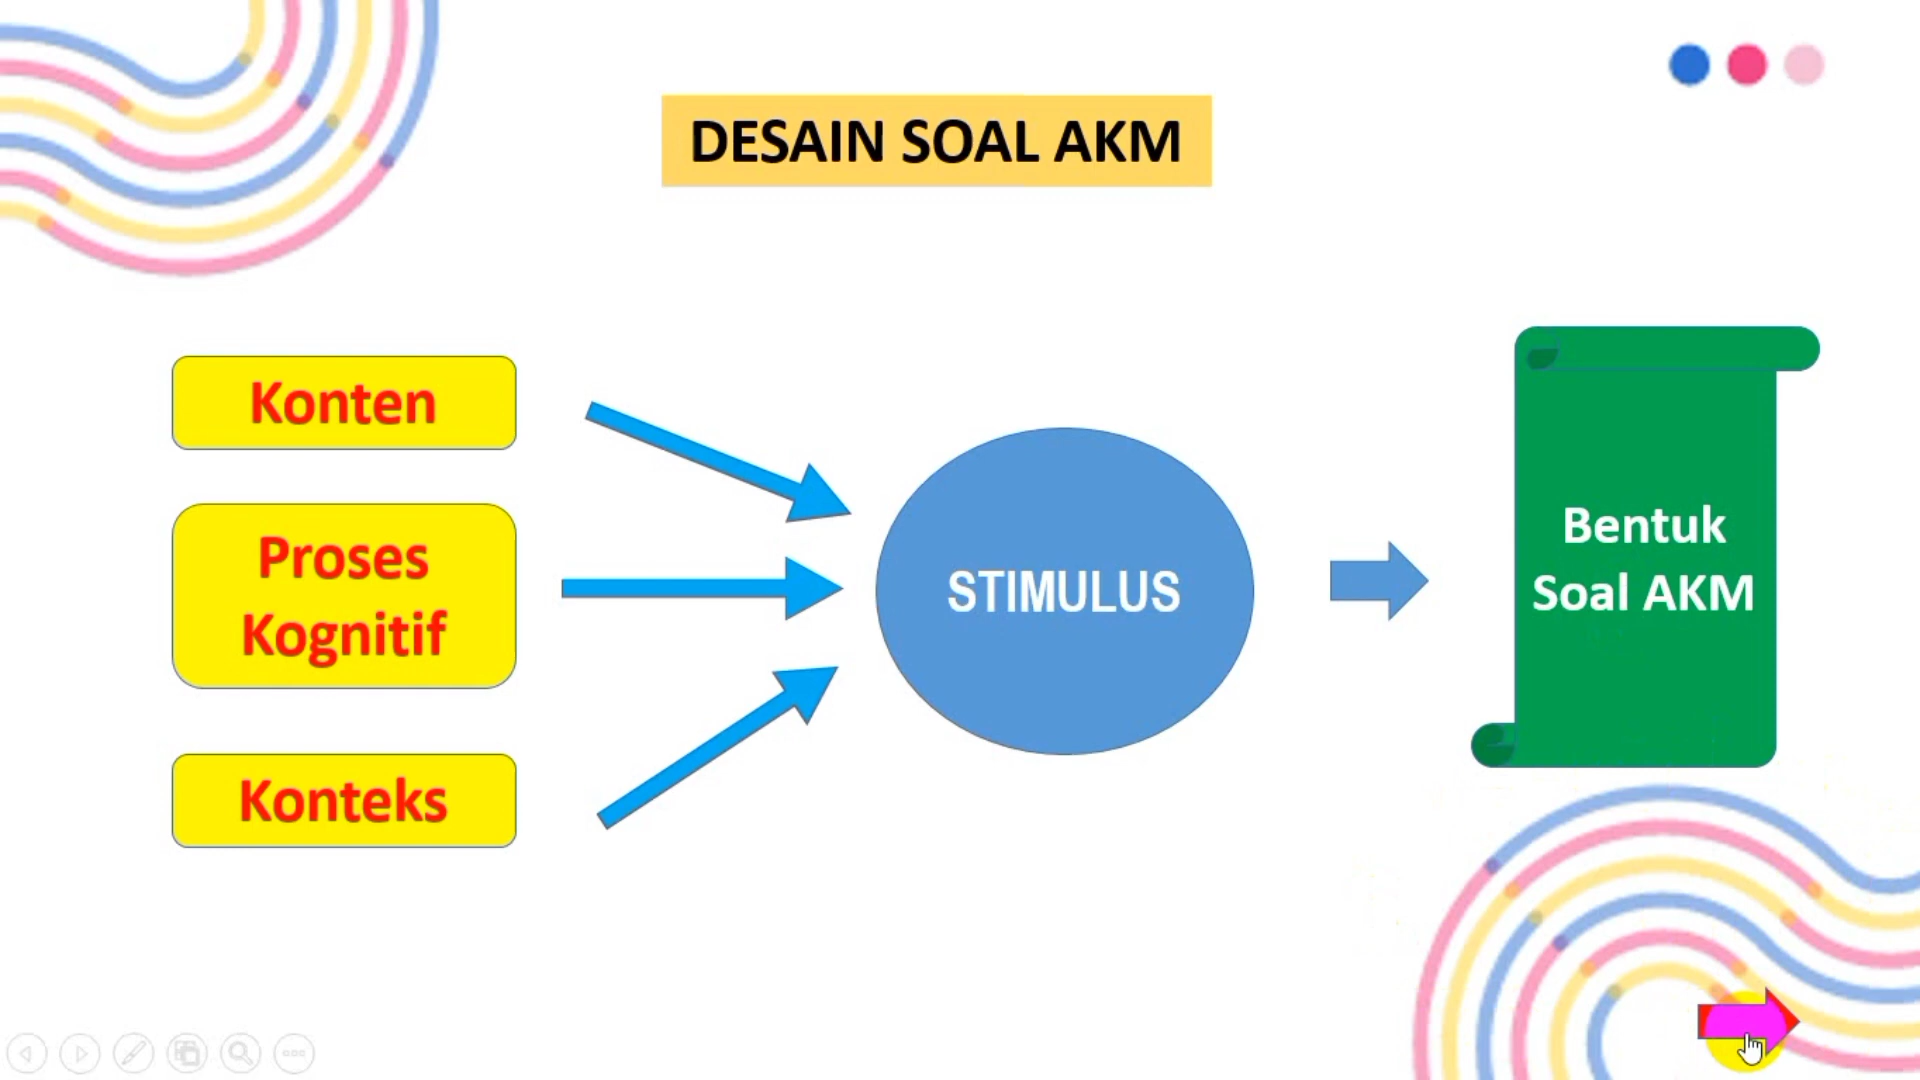 DESAIN SOAL AKM
Konten
Proses
Kognitif
Konteks
STIMULUS
Bentuk
Soal AKM